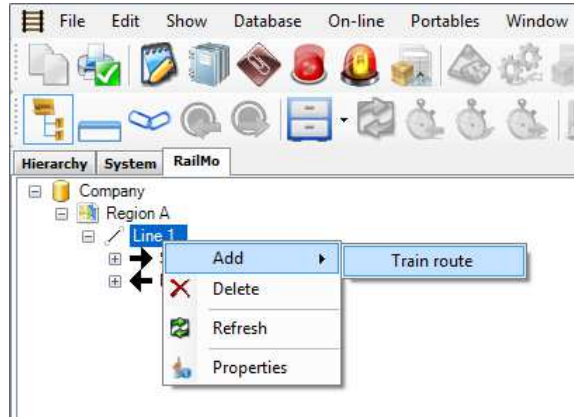 File Edit Show Database On-line Portables Window
Hierarchy System RailMo
Company
Region A
Line 1
Add Train route
Delete
Refresh
Properties